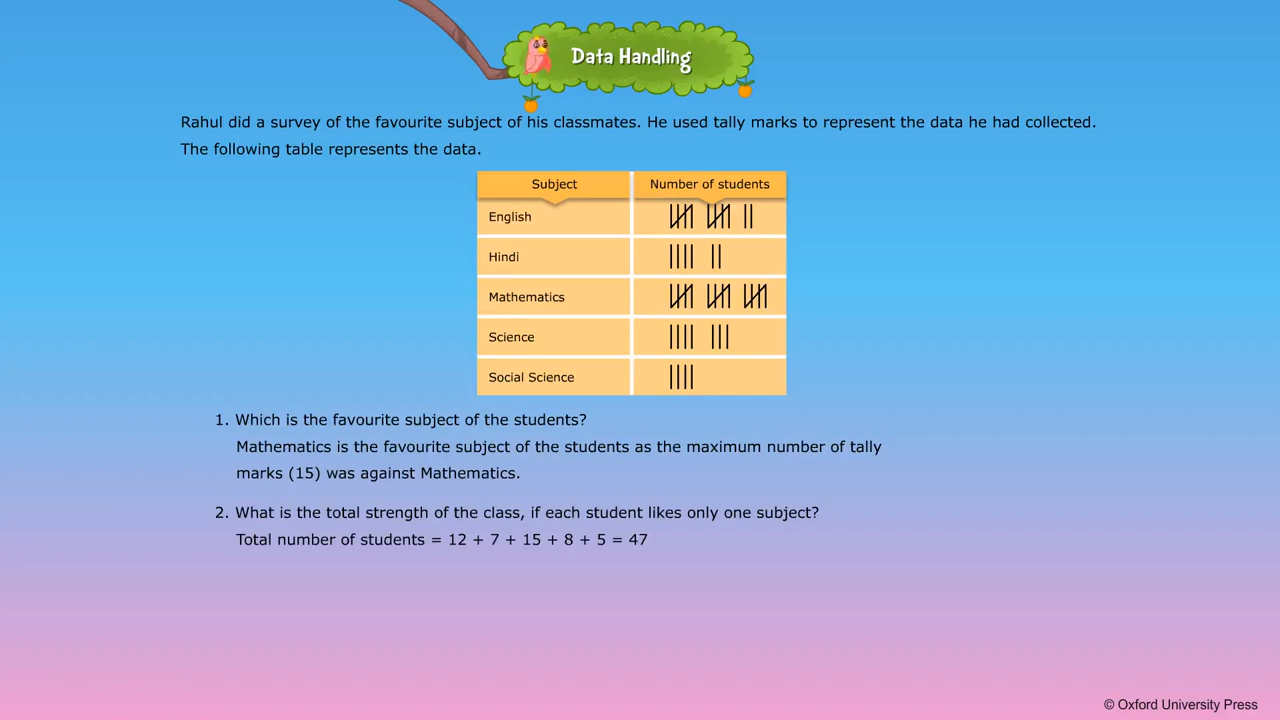 Data Handling
Rahul did a survey of the favourite subject of his classmates. He used tally marks to represent the data he had collected.
The following table represents the data.
Subject Number of students
English
Hindi
Mathematics
Science
Social Science
1. Which is the favourite subject of the students?
Mathematics is the favourite subject of the students as the maximum number of tally
marks (15) was against Mathematics.
2. What is the total strength of the class, if each student likes only one subject?
Total number of students = 12 + 7 + 15 + 8 + 5 = 47
© Oxford University Press